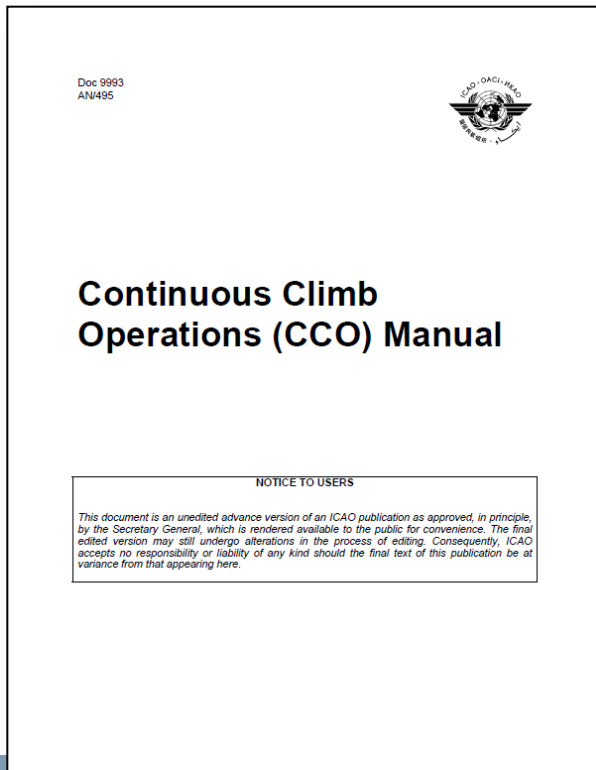 Doc 9993
AN/495
ICAO · OACI · ИКАО
Continuous Climb
Operations (CCO) Manual
NOTICE TO USERS
This document is an unedited advance version of an ICAO publication as approved, in principle,
by the Secretary General, which is rendered available to the public for convenience. The final
edited version may still undergo alterations in the process of editing. Consequently, ICAO
accepts no responsibility or liability of any kind should the final text of this publication be at
variance from that appearing here.